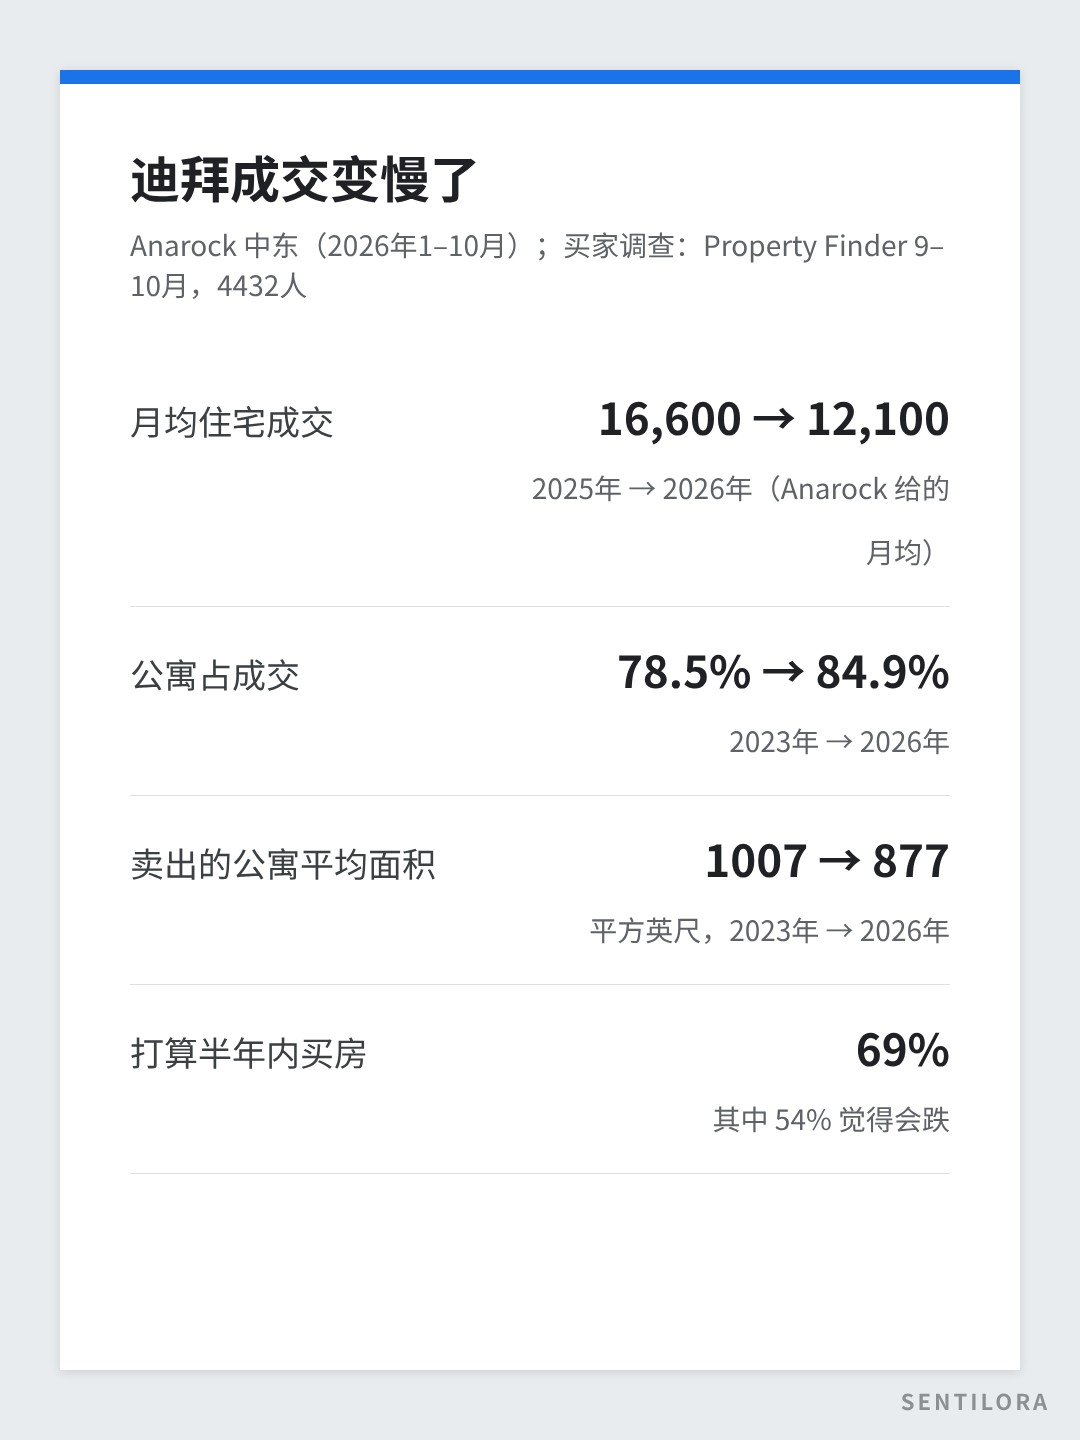 迪拜成交变慢了
Anarock 中东（2026年1–10月）；买家调查：Property Finder 9–
10月，4432人
月均住宅成交
16,600 → 12,100
2025年 → 2026年（Anarock 给的
月均）
公寓占成交
78.5% → 84.9%
2023年 → 2026年
卖出的公寓平均面积
1007 → 877
平方英尺，2023年 → 2026年
打算半年内买房
69%
其中 54% 觉得会跌
SENTILORA